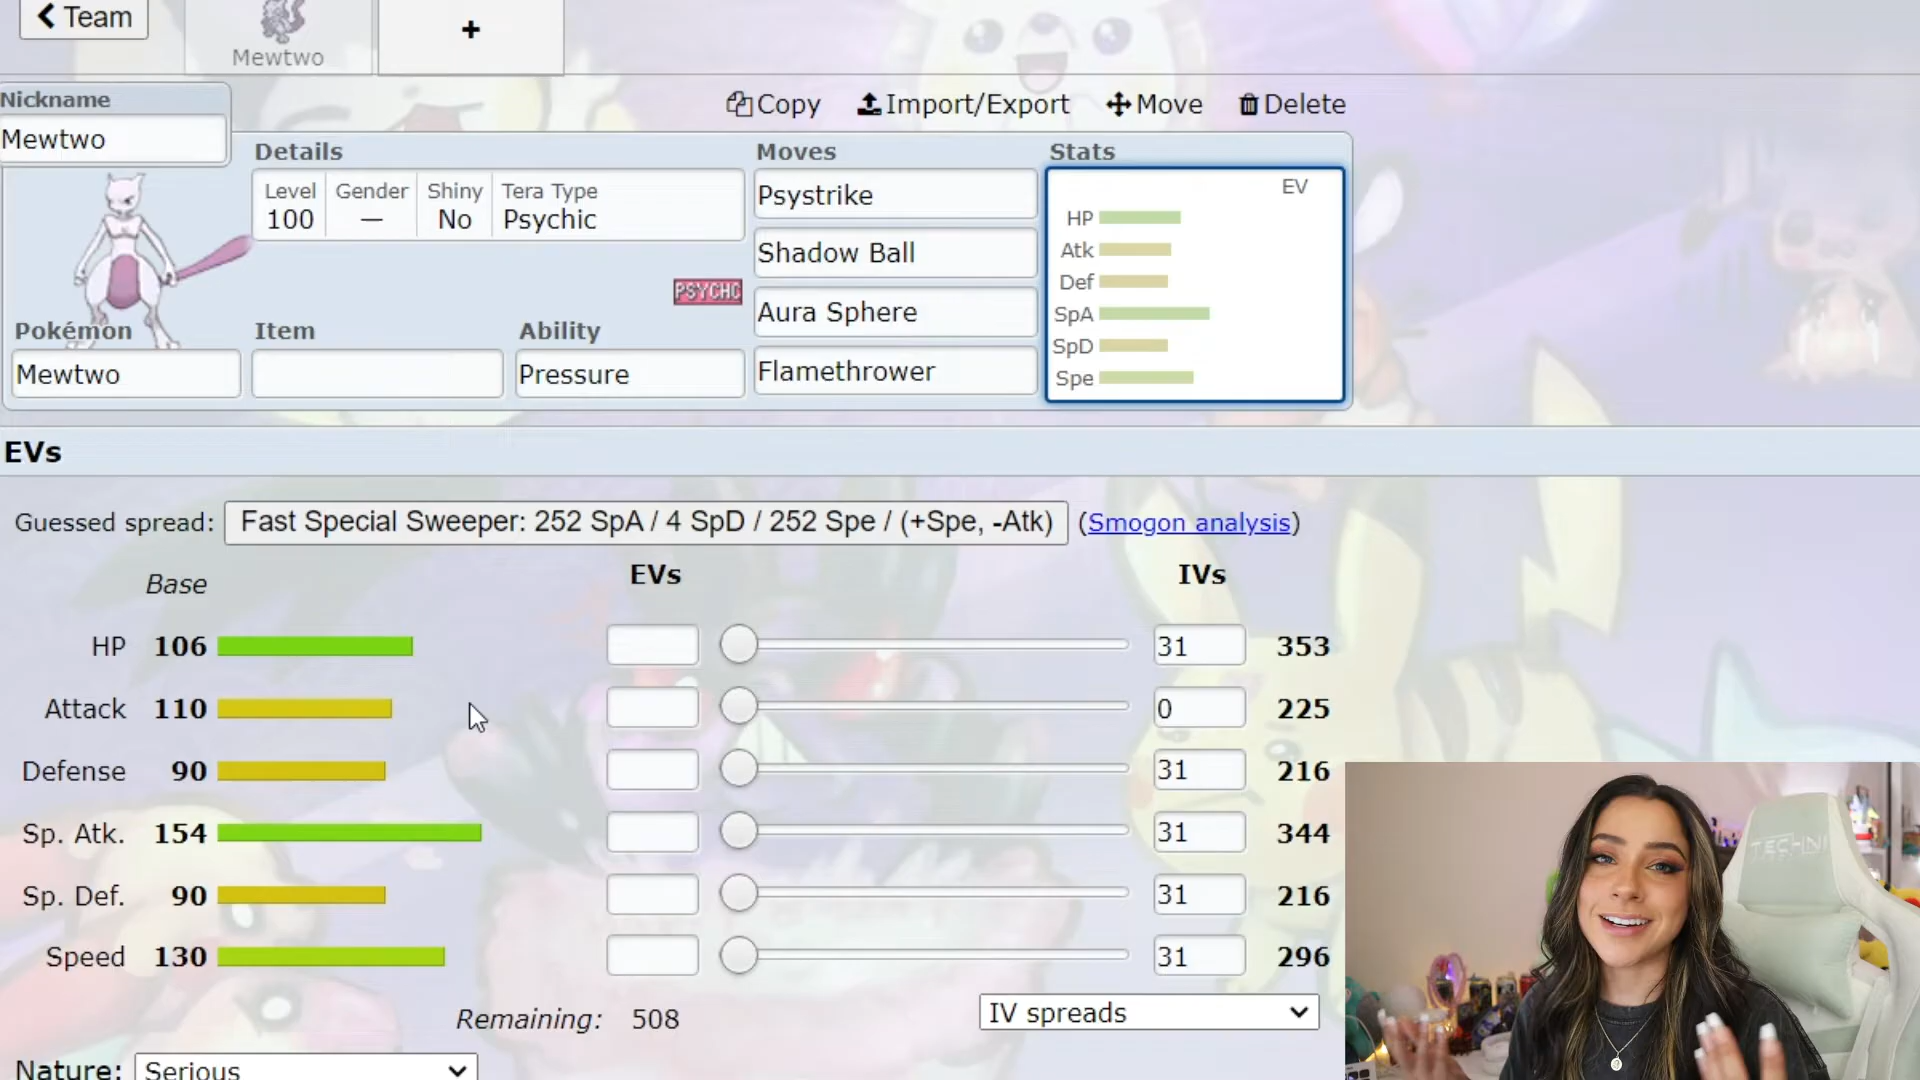 Team
Mewtwo
+
Nickname
Mewtwo
Copy
Import/Export
Move
Delete
Details
Level
100
Gender
—
Shiny
No
Tera Type
Psychic
PSYCHC
Pokémon
Mewtwo
Item
Ability
Pressure
Moves
Psystrike
Shadow Ball
Aura Sphere
Flamethrower
Stats
EV
HP
Atk
Def
SpA
SpD
Spe
EVs
Guessed spread: Fast Special Sweeper: 252 SpA / 4 SpD / 252 Spe / (+Spe, -Atk) (Smogon analysis)
Base EVs IVs
HP 106 31 353
Attack 110 0 225
Defense 90 31 216
Sp. Atk. 154 31 344
Sp. Def. 90 31 216
Speed 130 31 296
Remaining: 508 IV spreads
Nature: Serious
TECHNI